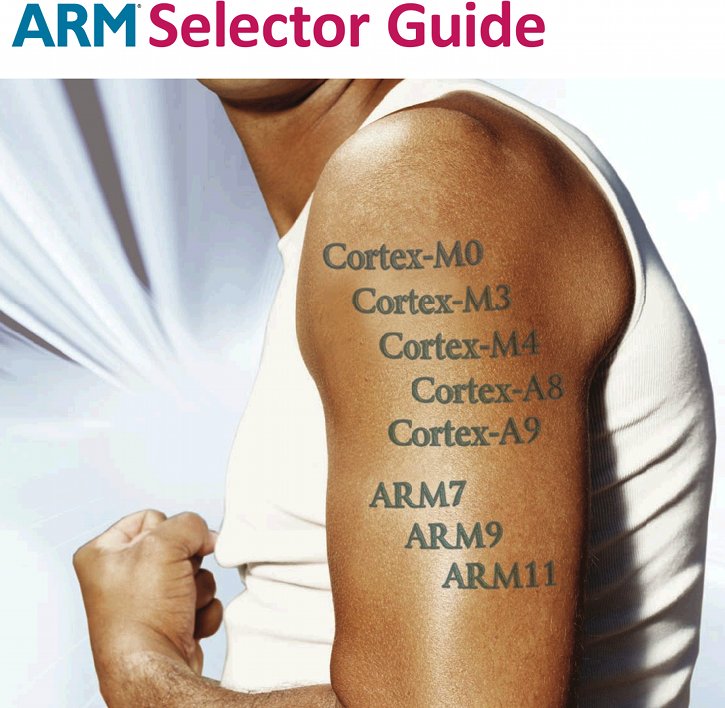 ARM Selector Guide
Cortex-M0
Cortex-M3
Cortex-M4
Cortex-A8
Cortex-A9
ARM7
ARM9
ARM11